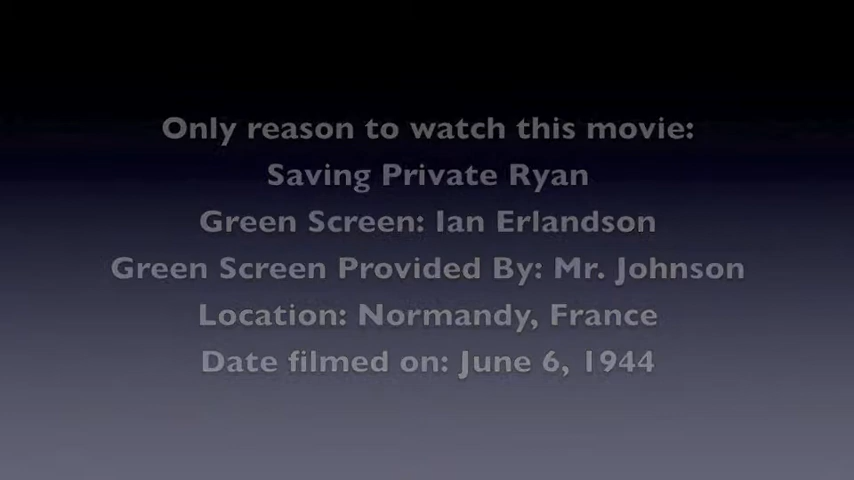 Only reason to watch this movie:
Saving Private Ryan
Green Screen: Ian Erlandson
Green Screen Provided By: Mr. Johnson
Location: Normandy, France
Date filmed on: June 6, 1944